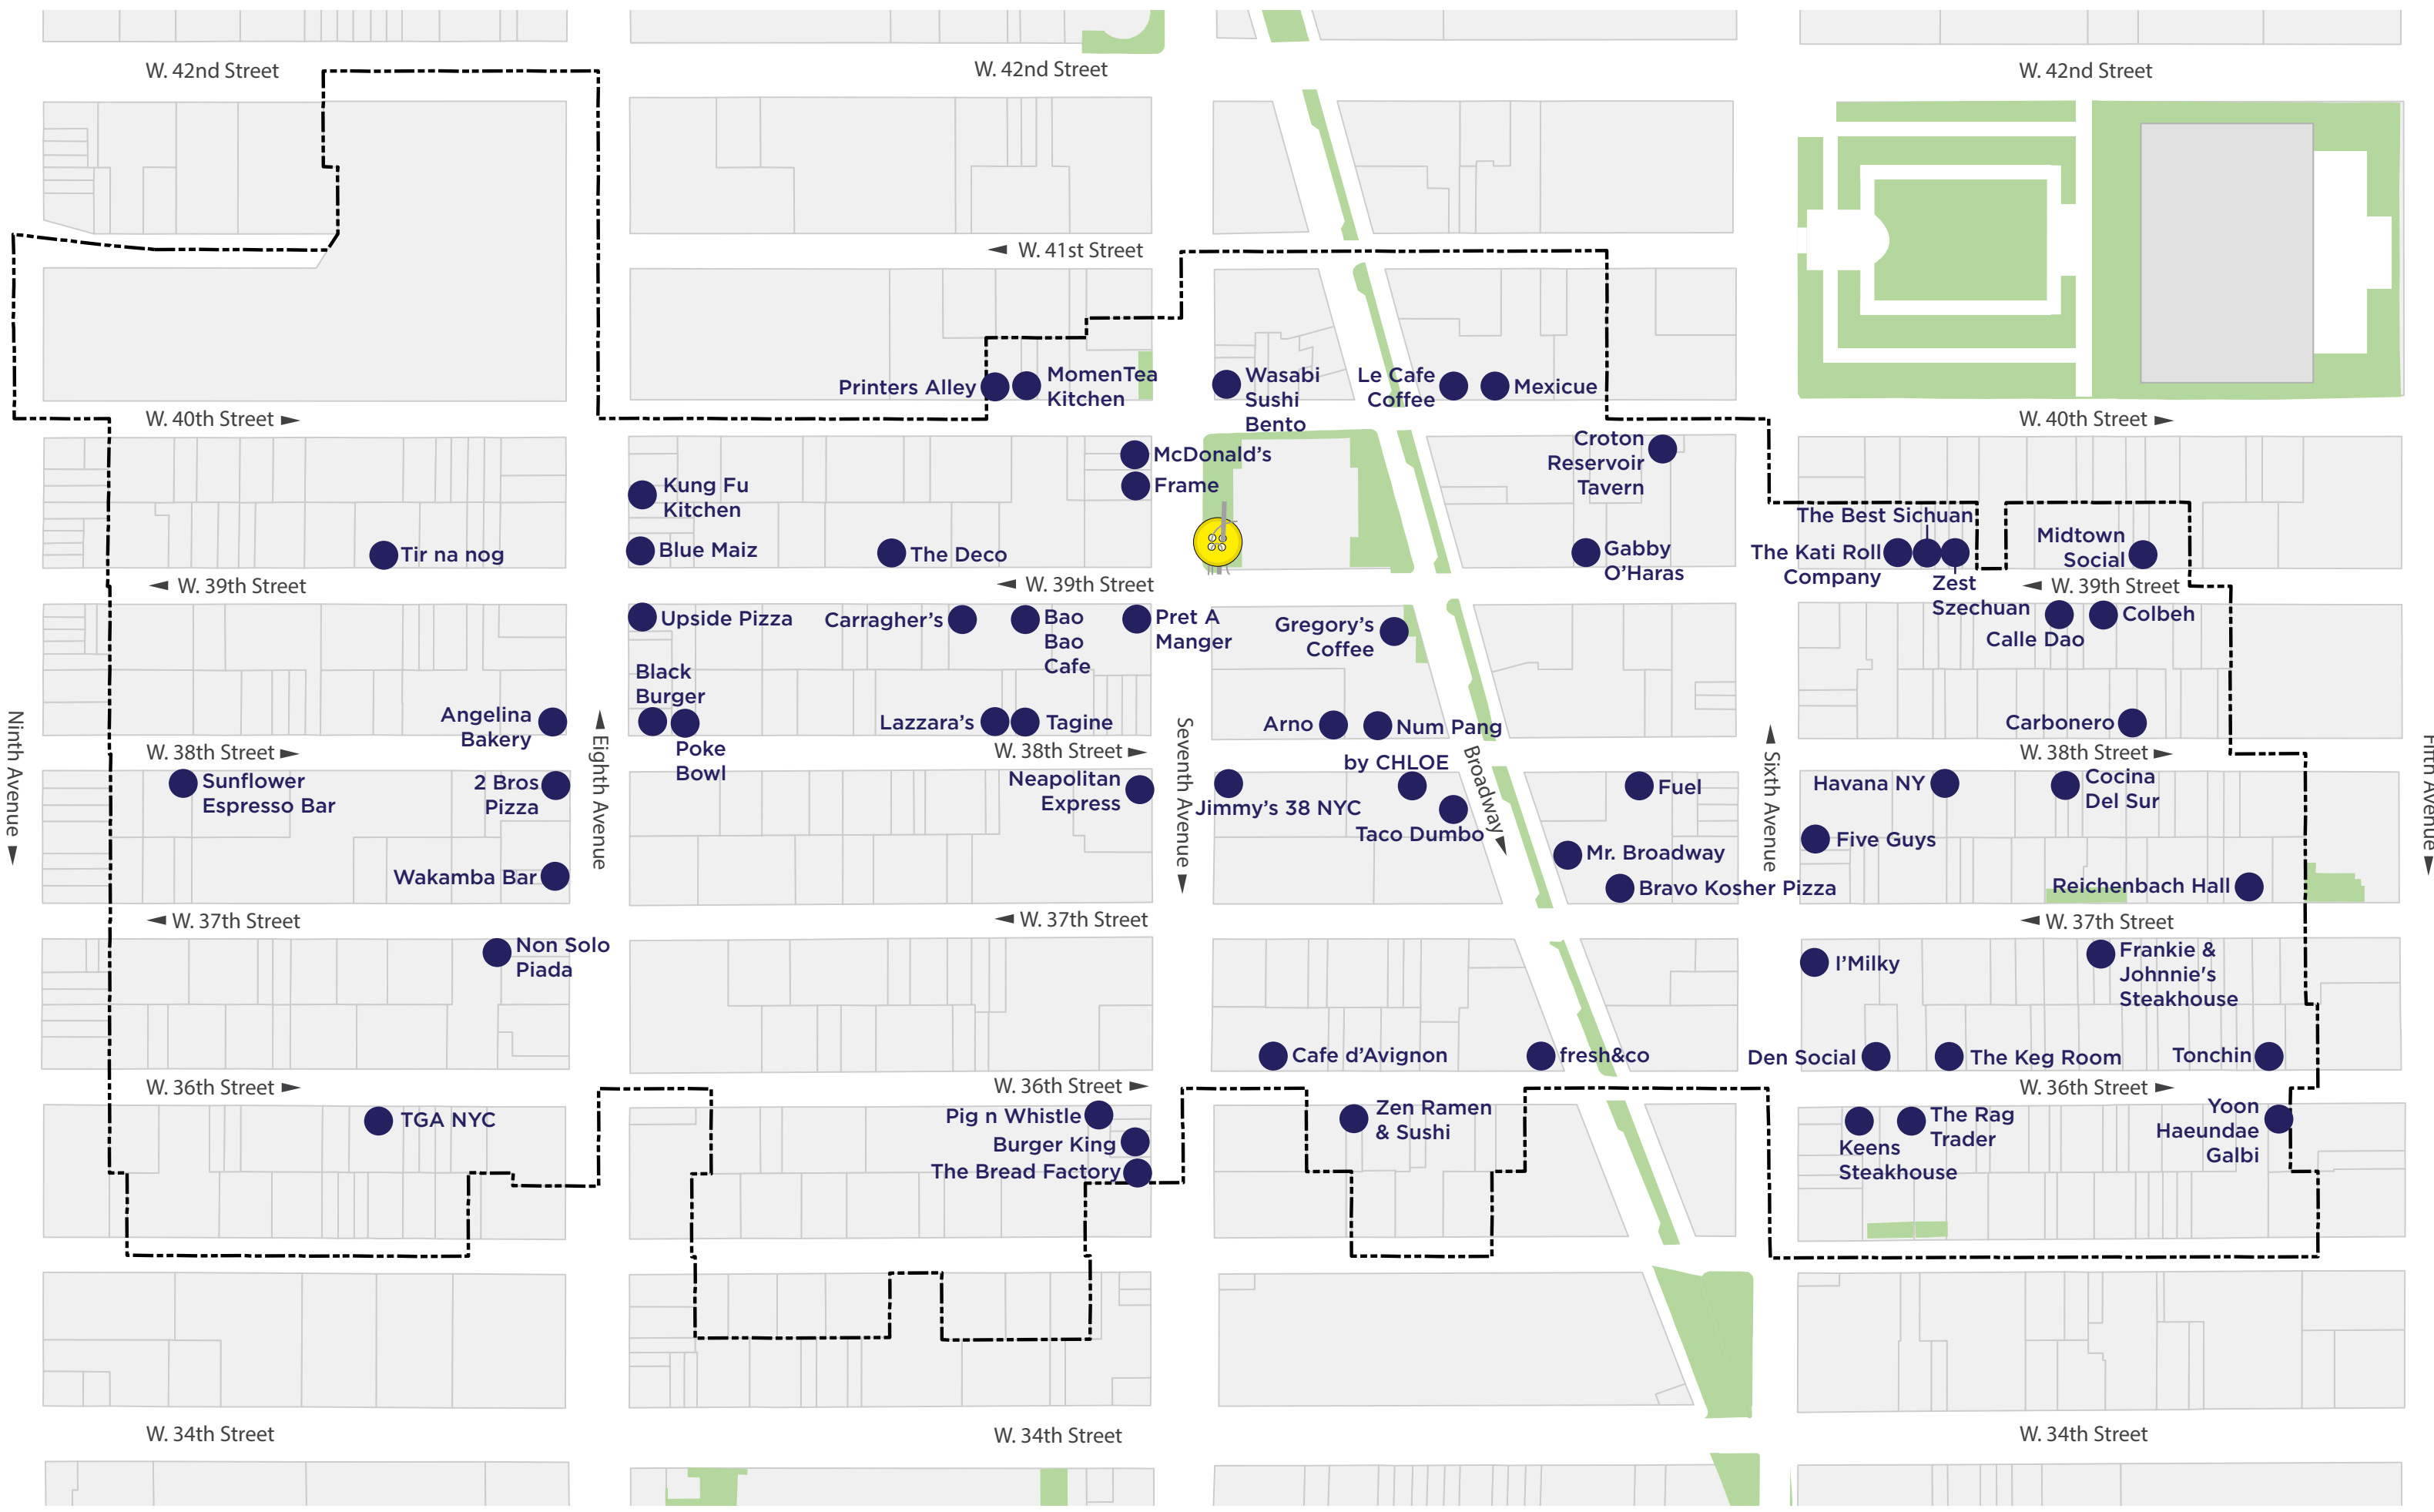 W. 42nd Street
W. 42nd Street
W. 42nd Street
W. 41st Street
Printers Alley
MomenTea
Kitchen
Wasabi
Sushi
Bento
Le Cafe
Coffee
Mexicue
W. 40th Street
W. 40th Street
Kung Fu
Kitchen
McDonald's
Frame
Croton
Reservoir
Tavern
Tir na nog
Blue Maiz
The Deco
Gabby
O'Haras
The Best Sichuan
The Kati Roll
Company
Zest
Szechuan
Midtown
Social
W. 39th Street
W. 39th Street
W. 39th Street
Upside Pizza
Carragher's
Bao
Bao
Cafe
Pret A
Manger
Gregory's
Coffee
Calle Dao
Colbeh
Black
Burger
Angelina
Bakery
Poke
Bowl
Lazzara's
Tagine
Arno
Num Pang
Carbonero
Ninth Avenue
Eighth Avenue
Seventh Avenue
Broadway
Sixth Avenue
Fifth Avenue
W. 38th Street
W. 38th Street
W. 38th Street
Sunflower
Espresso Bar
2 Bros
Pizza
Neapolitan
Express
Jimmy's 38 NYC
by CHLOE
Taco Dumbo
Fuel
Havana NY
Cocina
Del Sur
Wakamba Bar
Mr. Broadway
Bravo Kosher Pizza
Five Guys
Reichenbach Hall
W. 37th Street
W. 37th Street
W. 37th Street
Non Solo
Piada
I'Milky
Frankie &
Johnnie's
Steakhouse
Cafe d'Avignon
fresh&co
Den Social
The Keg Room
Tonchin
W. 36th Street
W. 36th Street
W. 36th Street
TGA NYC
Pig n Whistle
Burger King
The Bread Factory
Zen Ramen
& Sushi
Keens
Steakhouse
The Rag
Trader
Yoon
Haeundae
Galbi
W. 34th Street
W. 34th Street
W. 34th Street